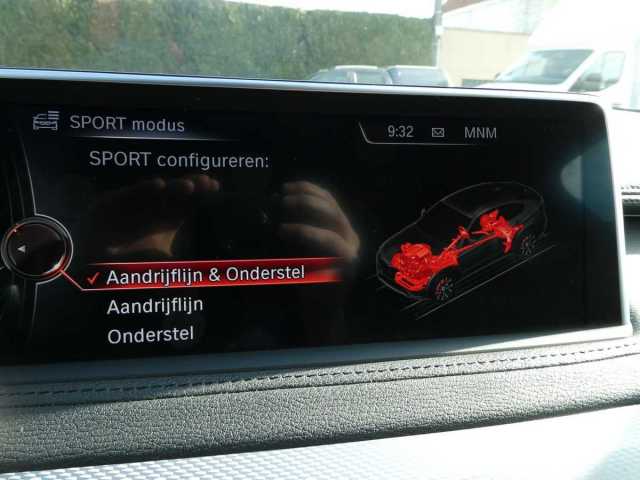 SPORT modus
9:32 MNM
SPORT configureren:
Aandrijflijn & Onderstel
Aandrijflijn
Onderstel